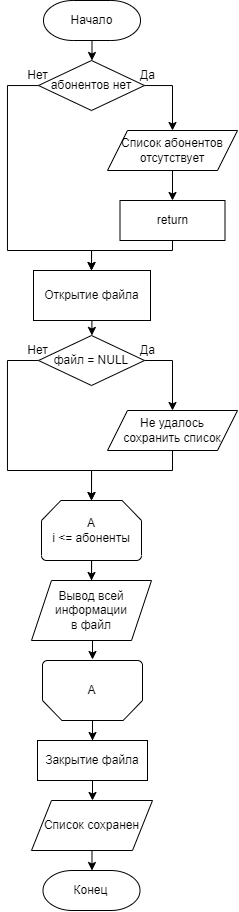 Начало
Нет
Да
абонентов нет
Список абонентов
отсутствует
return
Открытие файла
Нет
Да
файл = NULL
Не удалось
сохранить список
А
i <= абоненты
Вывод всей
информации
в файл
А
Закрытие файла
Список сохранен
Конец